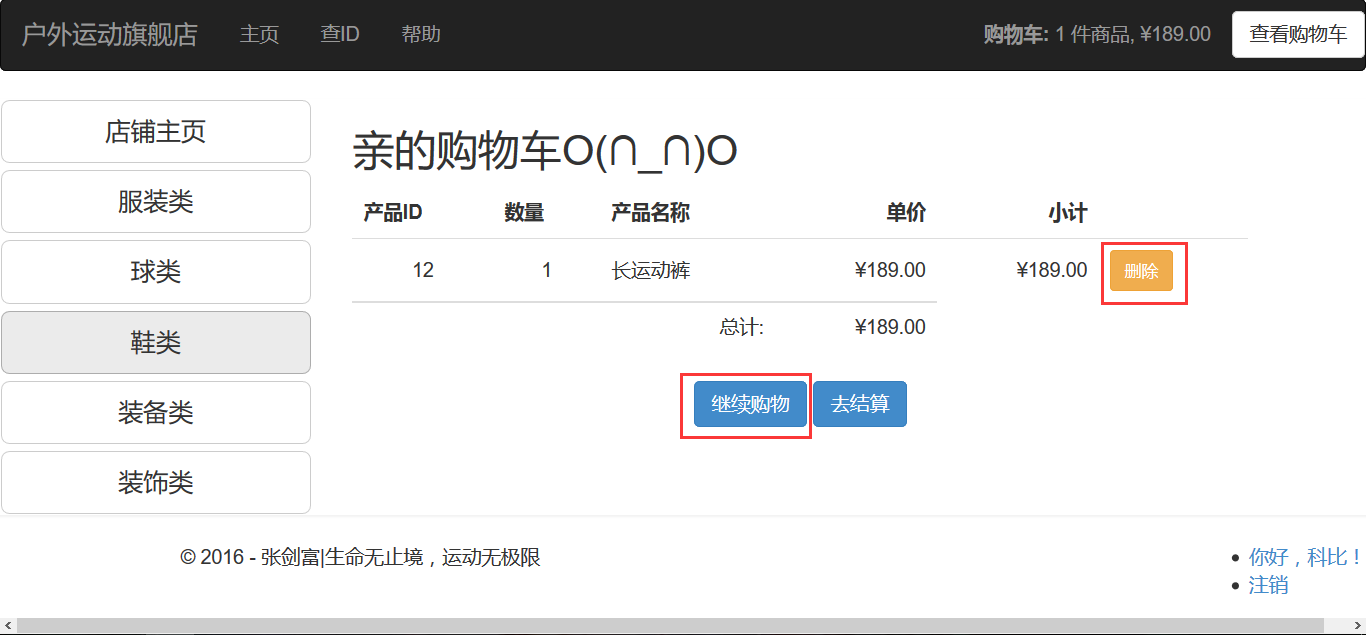 户外运动旗舰店 主页 查ID 帮助 购物车: 1 件商品, ¥189.00 查看购物车
店铺主页
服装类
球类
鞋类
装备类
装饰类
亲的购物车O(∩_∩)O
产品ID 数量 产品名称 单价 小计
12 1 长运动裤 ¥189.00 ¥189.00 删除
总计: ¥189.00
继续购物 去结算
© 2016 - 张剑富|生命无止境，运动无极限
你好，科比！
注销